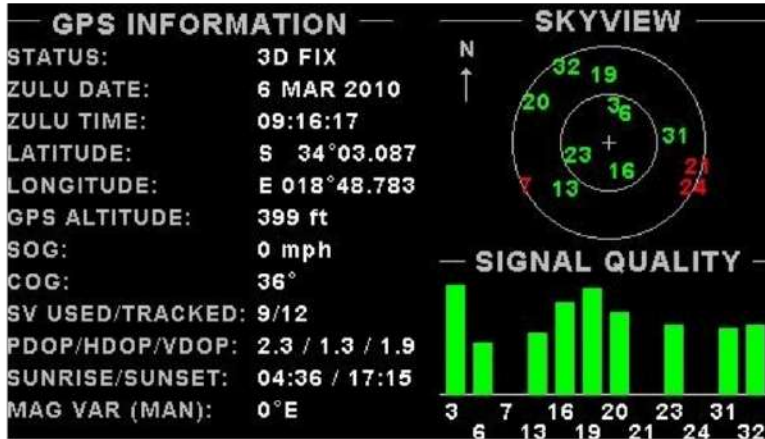 GPS INFORMATION
STATUS: 3D FIX
ZULU DATE: 6 MAR 2010
ZULU TIME: 09:16:17
LATITUDE: S 34°03.087
LONGITUDE: E 018°48.783
GPS ALTITUDE: 399 ft
SOG: 0 mph
COG: 36°
SV USED/TRACKED: 9/12
PDOP/HDOP/VDOP: 2.3 / 1.3 / 1.9
SUNRISE/SUNSET: 04:36 / 17:15
MAG VAR (MAN): 0°E
SKYVIEW
N
32 19
20 3 6
31
23 16 21
7 13 24
SIGNAL QUALITY
3 7 16 20 23 31
6 13 19 21 24 32